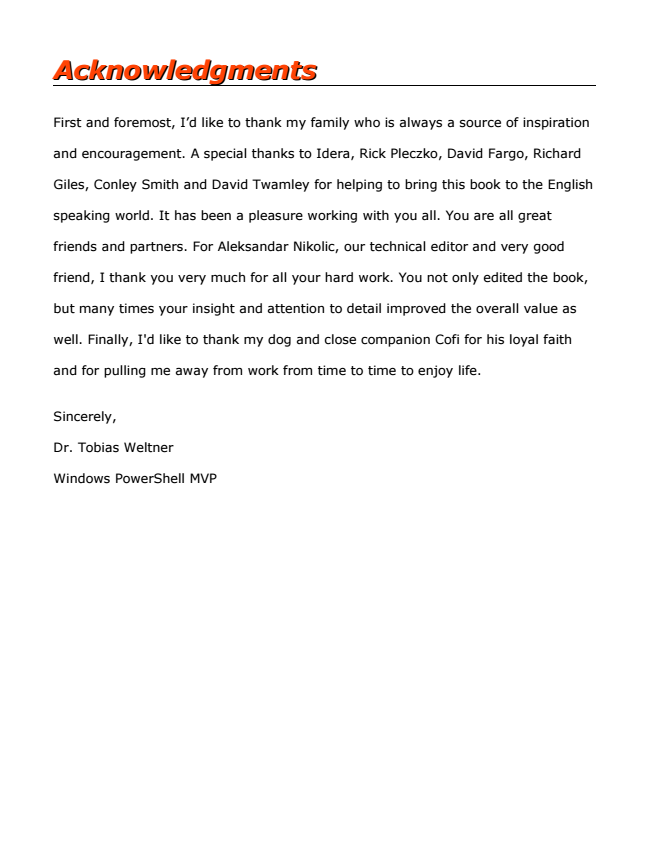 Acknowledgments
First and foremost, I’d like to thank my family who is always a source of inspiration
and encouragement. A special thanks to Idera, Rick Pleczko, David Fargo, Richard
Giles, Conley Smith and David Twamley for helping to bring this book to the English
speaking world. It has been a pleasure working with you all. You are all great
friends and partners. For Aleksandar Nikolic, our technical editor and very good
friend, I thank you very much for all your hard work. You not only edited the book,
but many times your insight and attention to detail improved the overall value as
well. Finally, I'd like to thank my dog and close companion Cofi for his loyal faith
and for pulling me away from work from time to time to enjoy life.
Sincerely,
Dr. Tobias Weltner
Windows PowerShell MVP